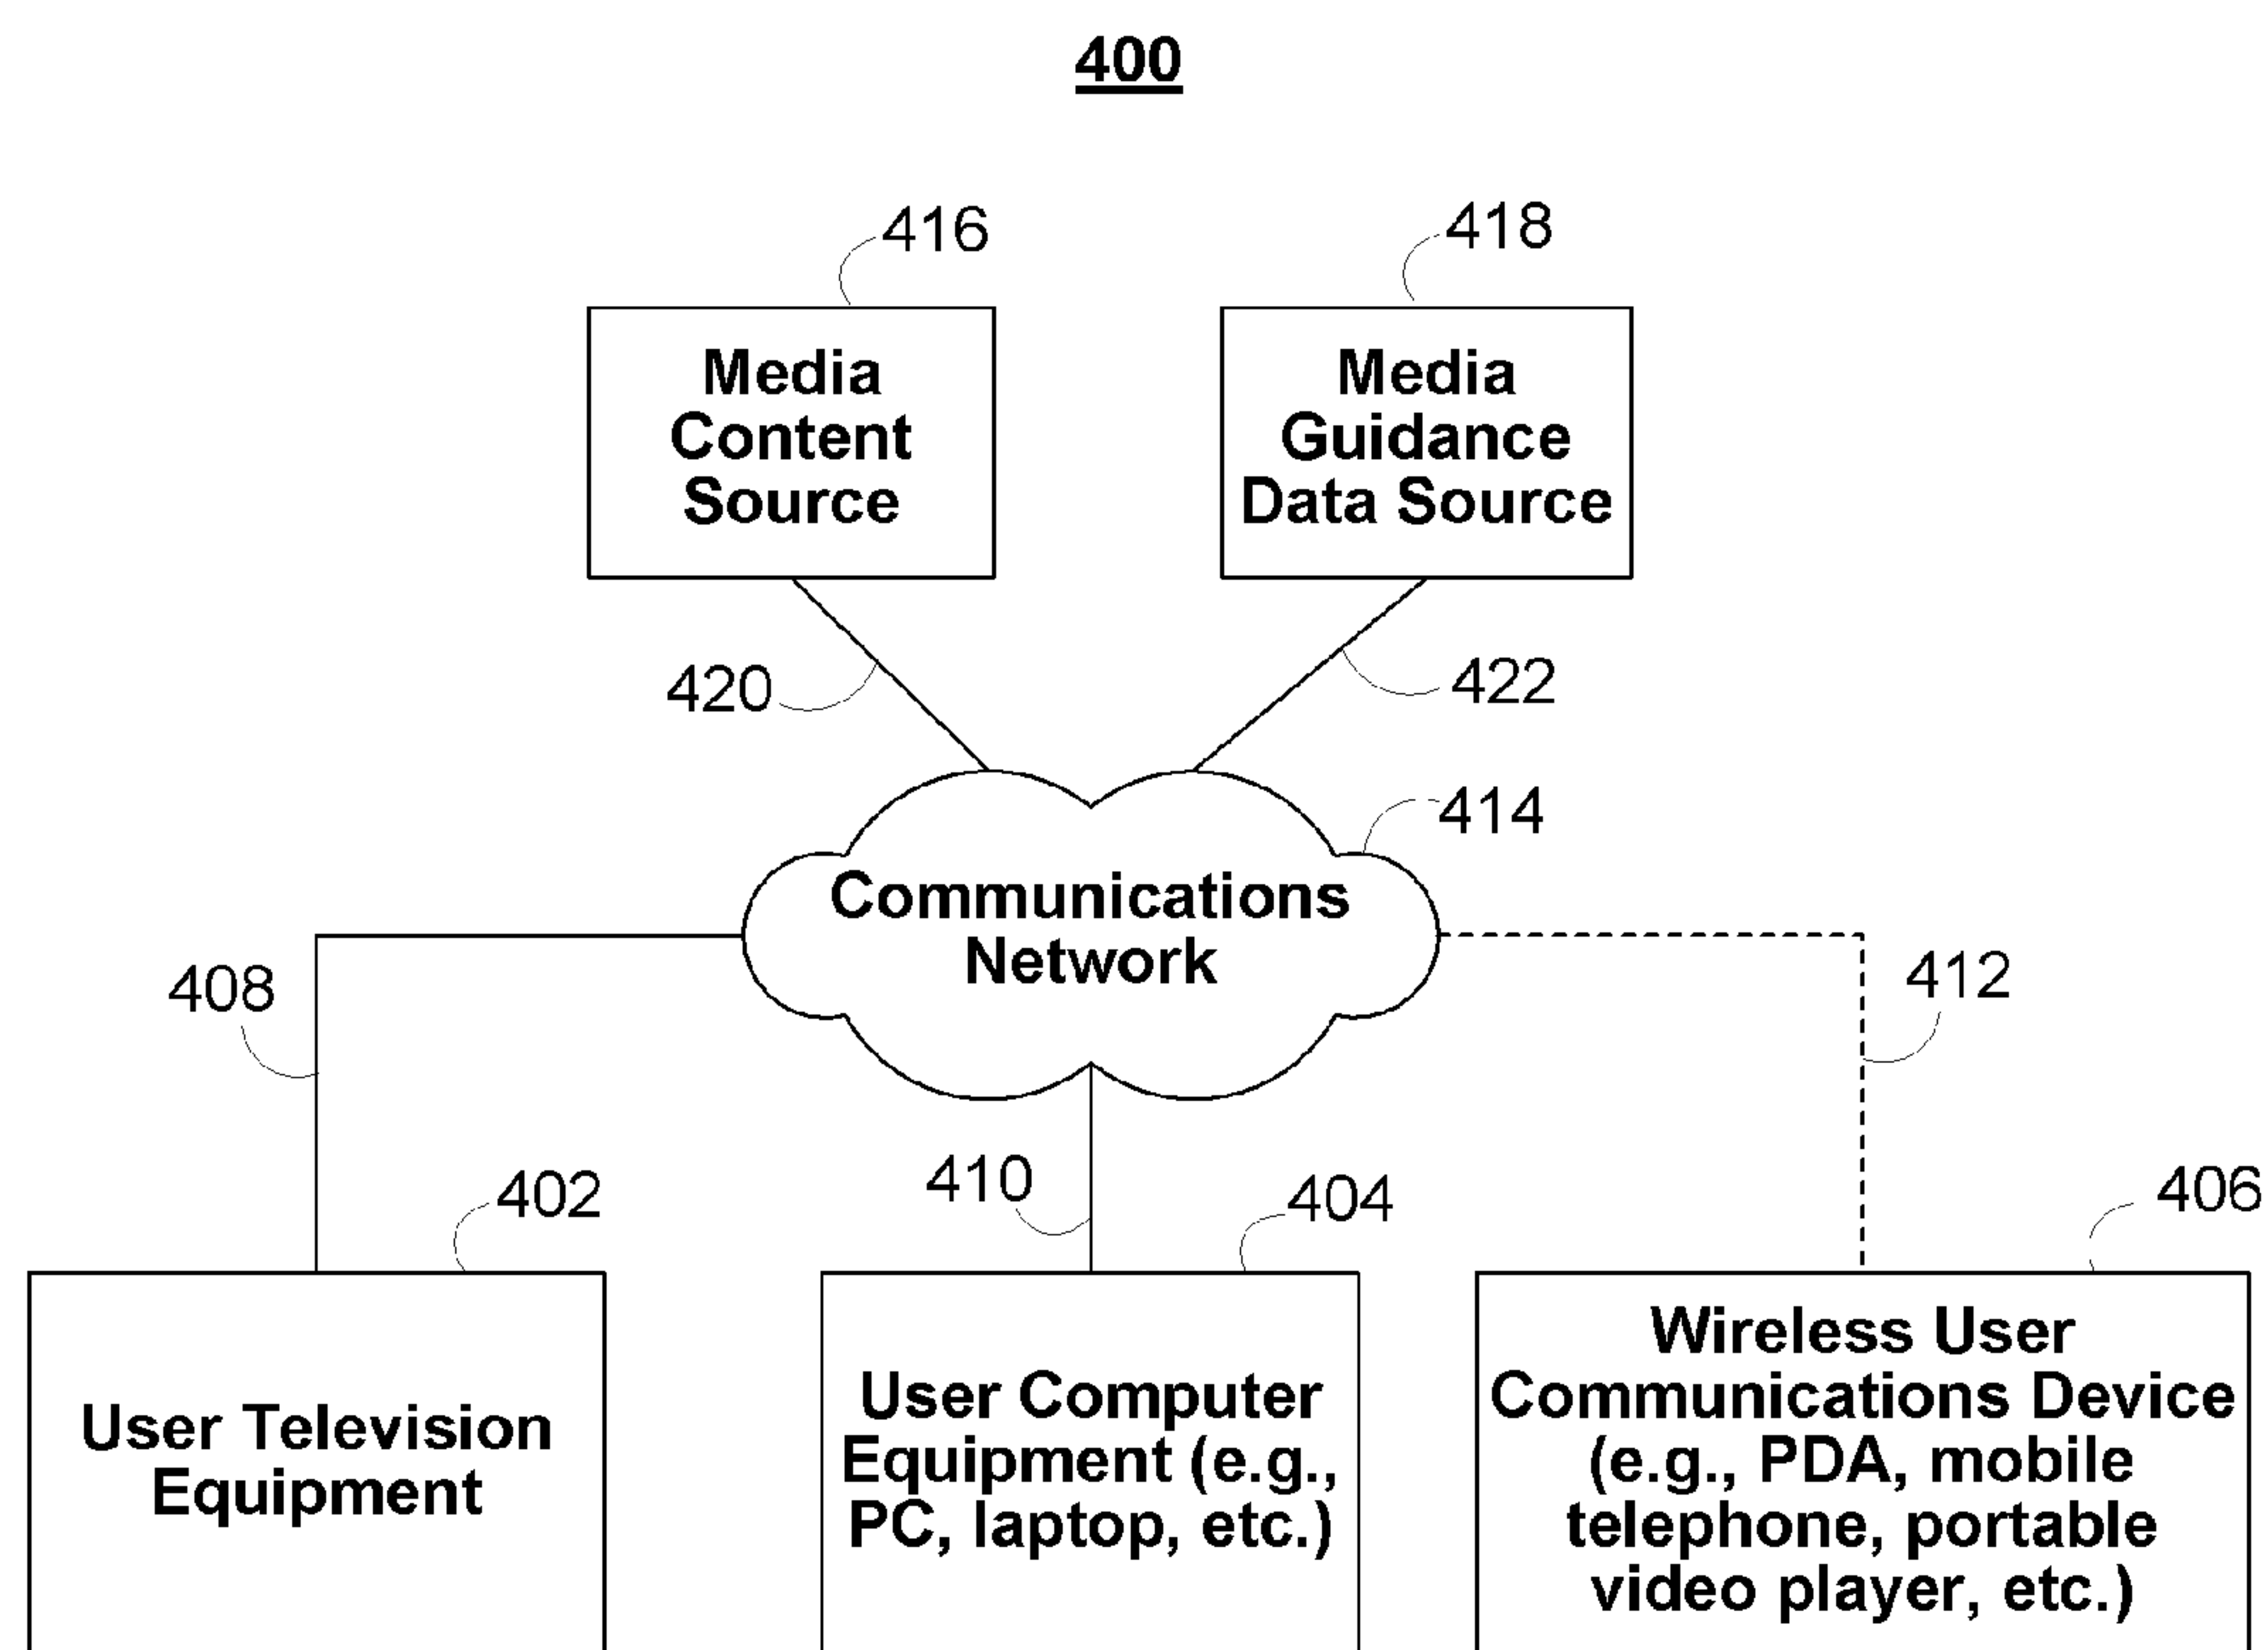 400
416
418
Media
Content
Source
Media
Guidance
Data Source
420
422
414
Communications
Network
408
412
402
410
404
406
User Television
Equipment
User Computer
Equipment (e.g.,
PC, laptop, etc.)
Wireless User
Communications Device
(e.g., PDA, mobile
telephone, portable
video player, etc.)